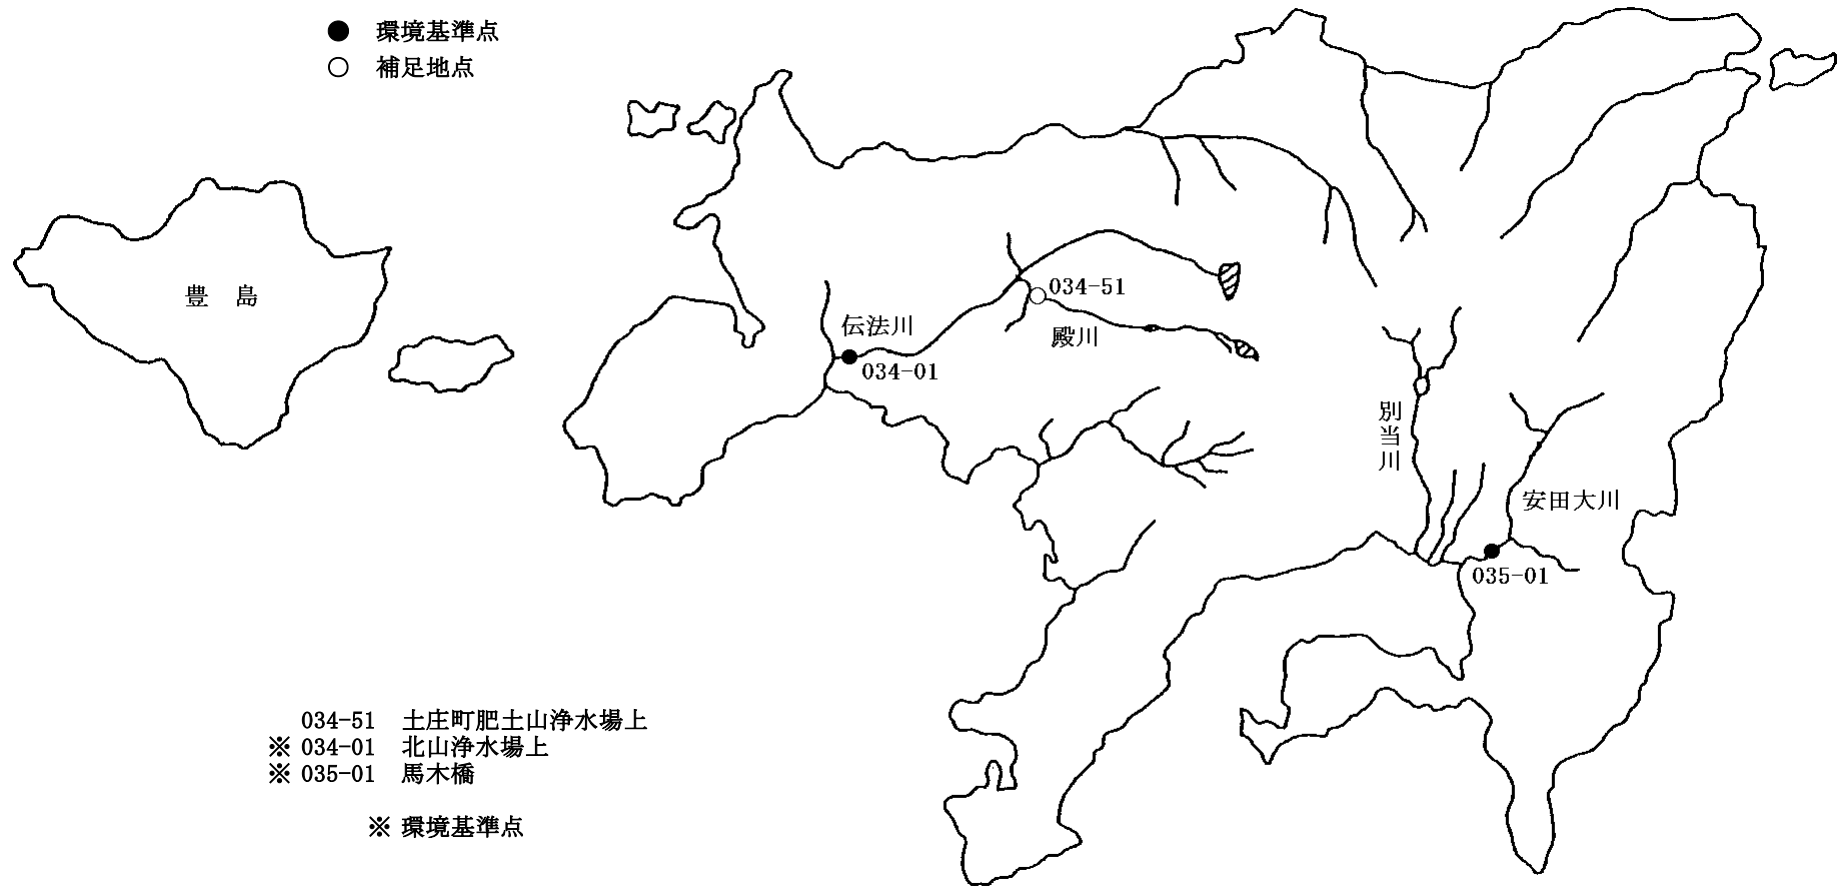 ● 環境基準点
○ 補足地点
豊島
034-51
伝法川
殿川
034-01
別当川
安田大川
035-01
034-51 土庄町肥土山浄水場上
※ 034-01 北山浄水場上
※ 035-01 馬木橋
※ 環境基準点